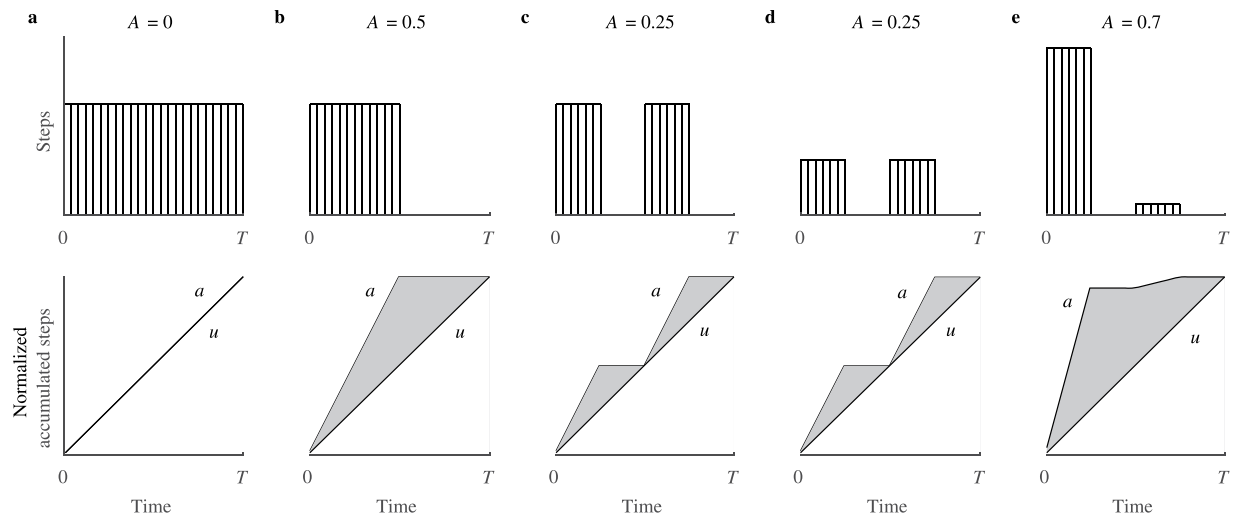 a A = 0 b A = 0.5 c A = 0.25 d A = 0.25 e A = 0.7
Steps
0 T 0 T 0 T 0 T 0 T
a u a u a u a u a u
Normalized
accumulated steps
0 T 0 T 0 T 0 T 0 T
Time Time Time Time Time